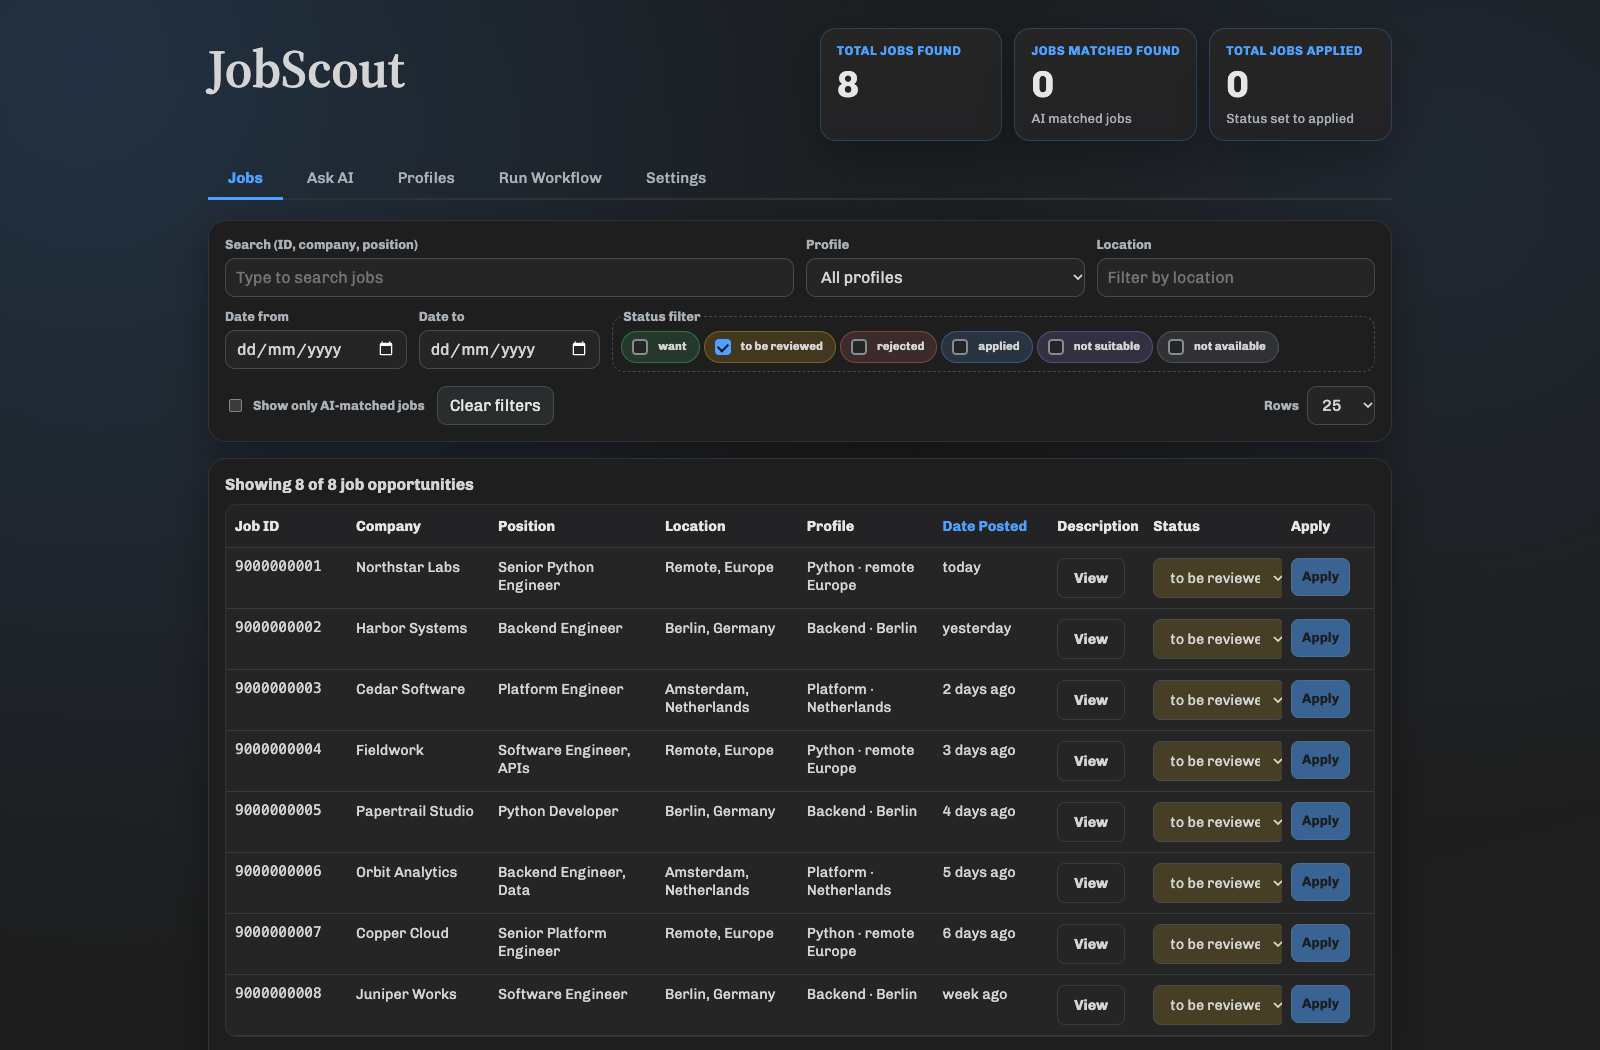 JobScout
TOTAL JOBS FOUND
8
JOBS MATCHED FOUND
0
AI matched jobs
TOTAL JOBS APPLIED
0
Status set to applied
Jobs Ask AI Profiles Run Workflow Settings
Search (ID, company, position)
Type to search jobs
Profile
All profiles
Location
Filter by location
Date from
dd/mm/yyyy
Date to
dd/mm/yyyy
Status filter
want to be reviewed rejected applied not suitable not available
Show only AI-matched jobs Clear filters Rows 25
Showing 8 of 8 job opportunities
Job ID Company Position Location Profile Date Posted Description Status Apply
9000000001 Northstar Labs Senior Python Remote, Europe Python · remote today View to be reviewe Apply
Engineer Europe
9000000002 Harbor Systems Backend Engineer Berlin, Germany Backend · Berlin yesterday View to be reviewe Apply
9000000003 Cedar Software Platform Engineer Amsterdam, Platform · 2 days ago View to be reviewe Apply
Netherlands Netherlands
9000000004 Fieldwork Software Engineer, Remote, Europe Python · remote 3 days ago View to be reviewe Apply
APIs Europe
9000000005 Papertrail Studio Python Developer Berlin, Germany Backend · Berlin 4 days ago View to be reviewe Apply
9000000006 Orbit Analytics Backend Engineer, Amsterdam, Platform · 5 days ago View to be reviewe Apply
Data Netherlands Netherlands
9000000007 Copper Cloud Senior Platform Remote, Europe Python · remote 6 days ago View to be reviewe Apply
Engineer Europe
9000000008 Juniper Works Software Engineer Berlin, Germany Backend · Berlin week ago View to be reviewe Apply